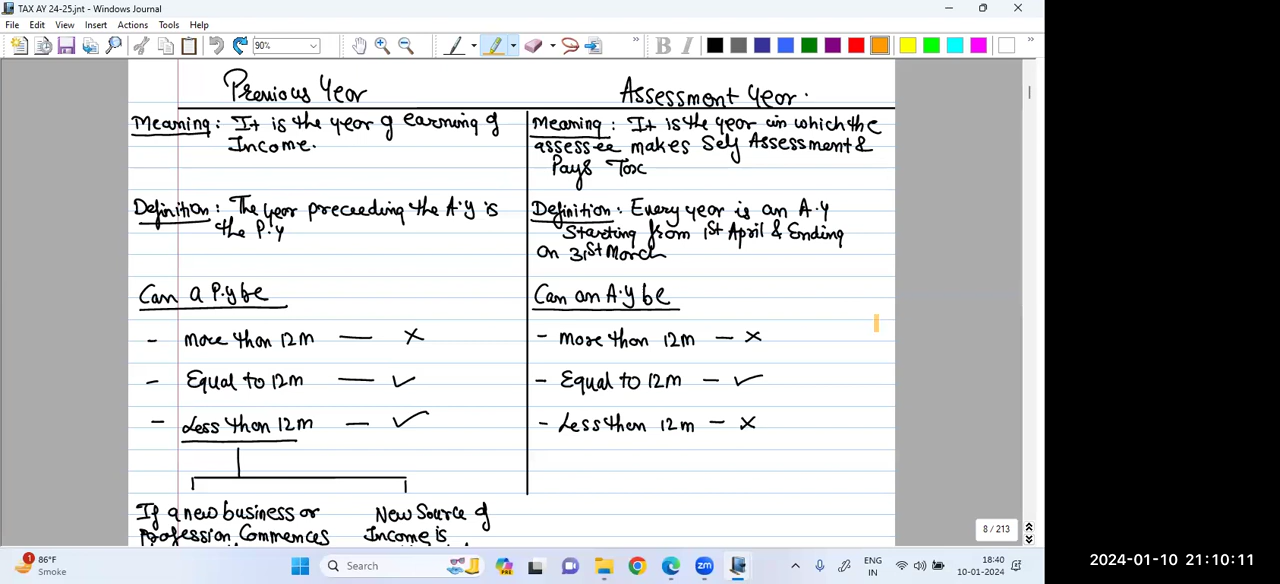 TAX AY 24-25.jnt - Windows Journal
File Edit View Insert Actions Tools Help
90%
B I
Previous Year
Meaning: It is the year of earning of
Income.
Definition: The year preceeding the A.Y is
the P.Y
Can a P.y be
- More than 12m — ×
- Equal to 12m — ✓
- Less than 12m — ✓
If a new business or
Profession Commences
New Source of
Income is
Assessment Year.
Meaning: It is the year in which the
assessee makes Self Assessment &
Pays Tax
Definition. Every year is an A.Y
Starting from 1st April & Ending
on 31st March
Can an A.Y be
- More than 12m - ×
- Equal to 12m - ✓
- Less than 12m - ×
8 / 213
86°F
Smoke
Search
ENG
IN
18:40
10-01-2024
2024-01-10 21:10:11